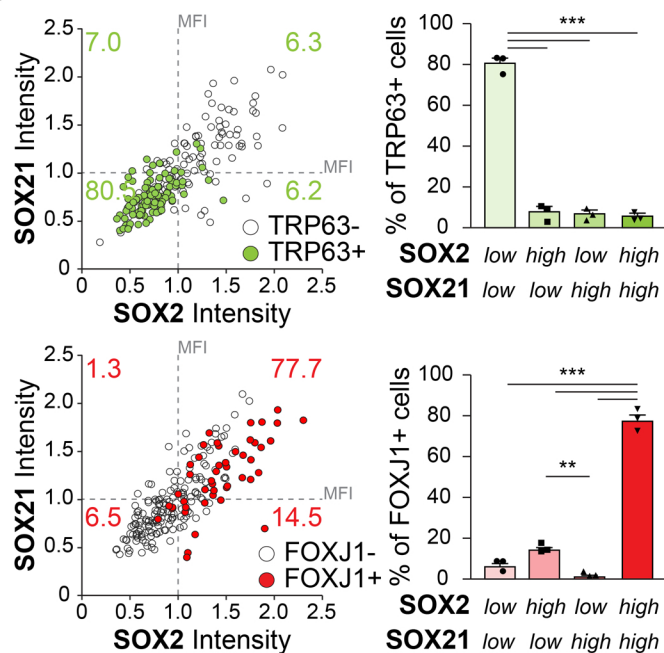 7.0
MFI
6.3
2.5
2.0
1.5
1.0
0.5
0
SOX21 Intensity
MFI
80.5
6.2
TRP63-
TRP63+
0 0.5 1.0 1.5 2.0 2.5
SOX2 Intensity
***
% of TRP63+ cells
100
80
60
40
20
0
SOX2 low high low high
SOX21 low low high high
1.3
MFI
77.7
2.5
2.0
1.5
1.0
0.5
0
SOX21 Intensity
MFI
6.5
14.5
FOXJ1-
FOXJ1+
0 0.5 1.0 1.5 2.0 2.5
SOX2 Intensity
***
**
% of FOXJ1+ cells
100
80
60
40
20
0
SOX2 low high low high
SOX21 low low high high